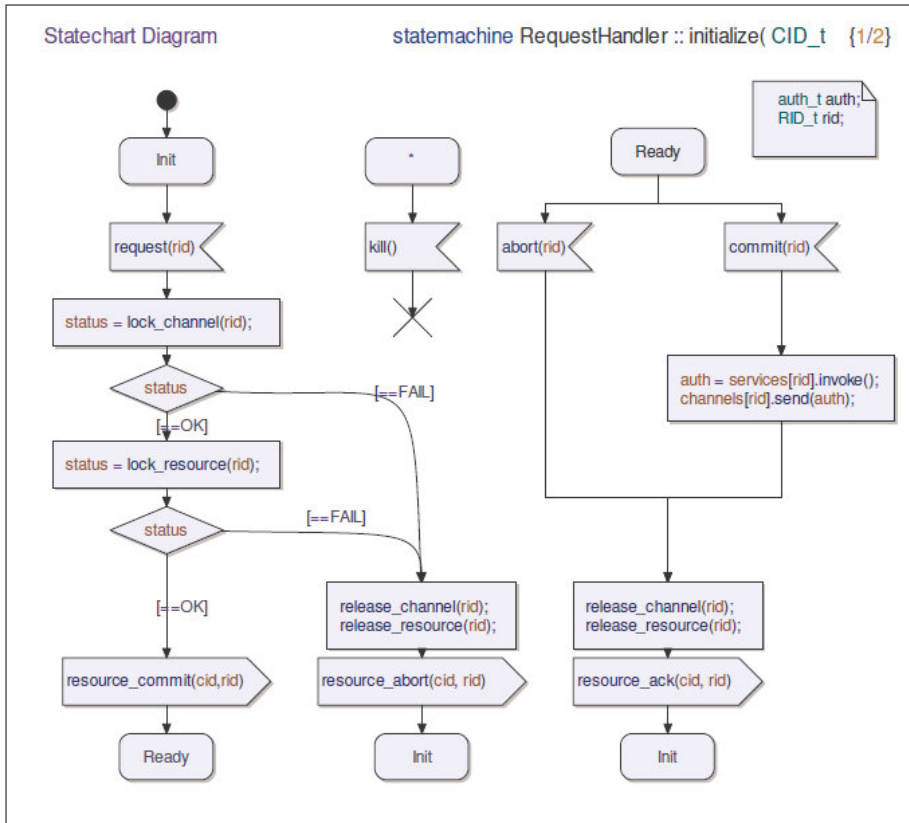 Statechart Diagram
statemachine RequestHandler :: initialize( CID_t {1/2}
auth_t auth;
RID_t rid;
Init
request(rid)
status = lock_channel(rid);
status
[==FAIL]
[==OK]
status = lock_resource(rid);
status
[==FAIL]
[==OK]
resource_commit(cid,rid)
Ready
*
kill()
release_channel(rid);
release_resource(rid);
resource_abort(cid, rid)
Init
Ready
abort(rid)
commit(rid)
auth = services[rid].invoke();
channels[rid].send(auth);
release_channel(rid);
release_resource(rid);
resource_ack(cid, rid)
Init